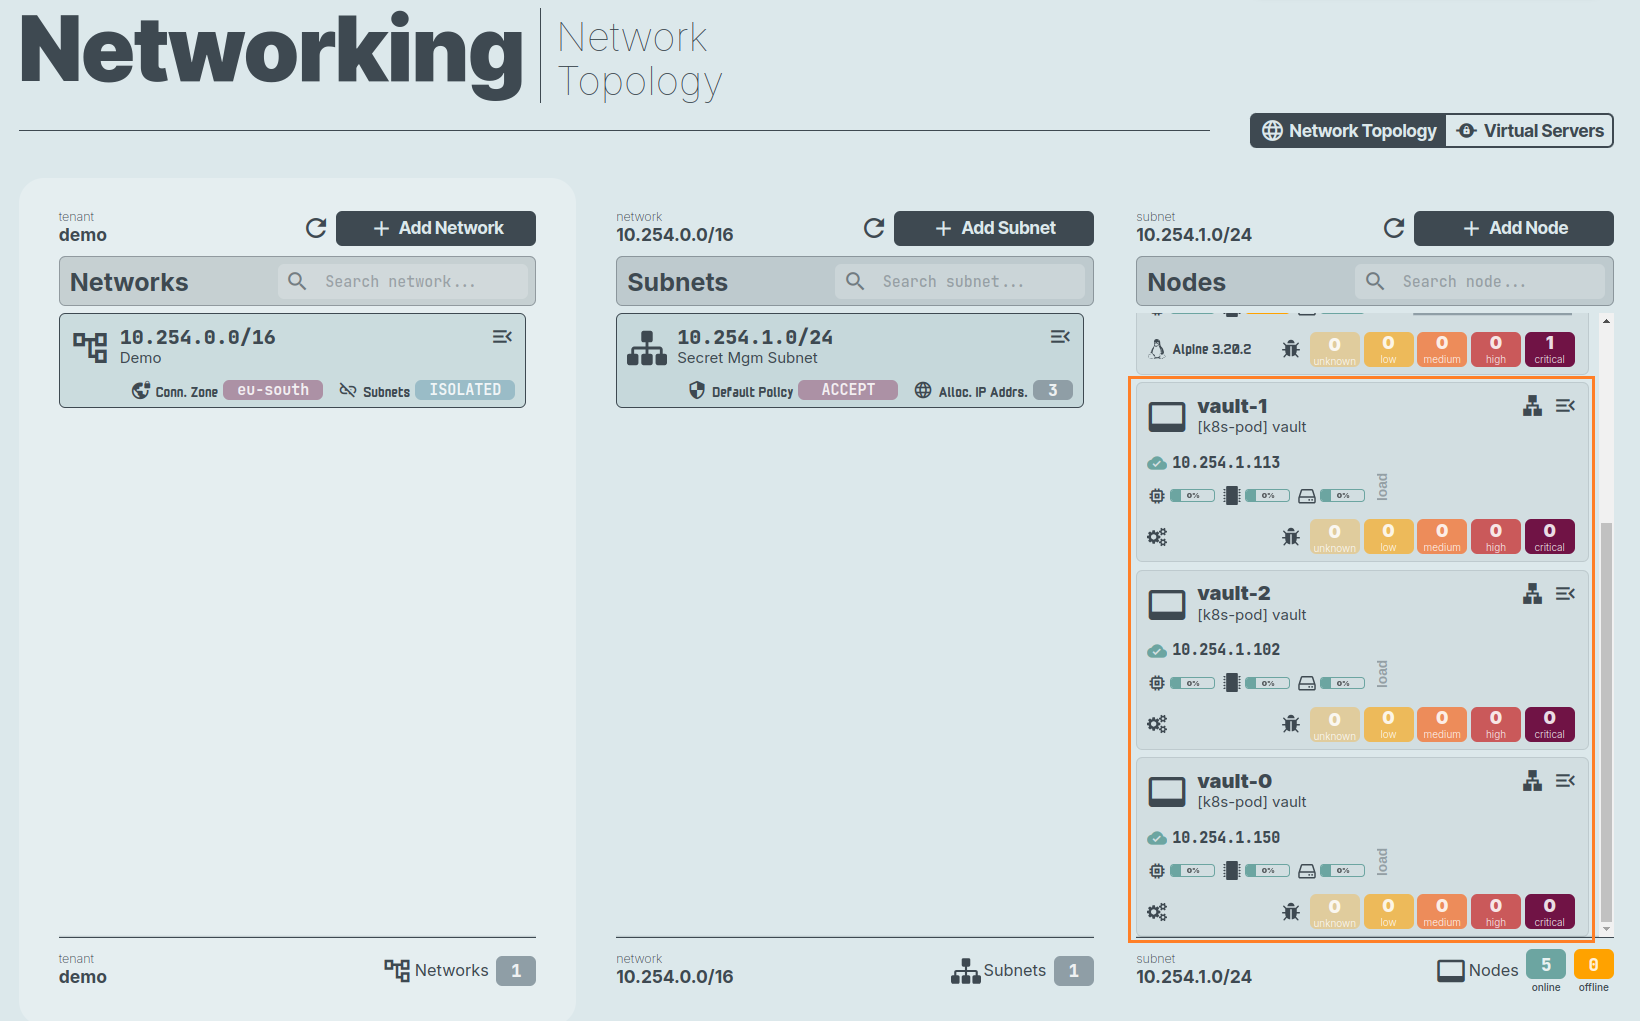 Networking
Network
Topology
Network Topology
Virtual Servers
tenant
demo
Add Network
Networks
Search network...
10.254.0.0/16
Demo
Conn. Zone eu-south Subnets ISOLATED
tenant
demo
Networks 1
network
10.254.0.0/16
Add Subnet
Subnets
Search subnet...
10.254.1.0/24
Secret Mgm Subnet
Default Policy ACCEPT Alloc. IP Addrs. 3
network
10.254.0.0/16
Subnets 1
subnet
10.254.1.0/24
Add Node
Nodes
Search node...
Alpine 3.20.2
0 0 0 0 1
unknown low medium high critical
vault-1
[k8s-pod] vault
10.254.1.113
0% 0% 0% load
0 0 0 0 0
unknown low medium high critical
vault-2
[k8s-pod] vault
10.254.1.102
0% 0% 0% load
0 0 0 0 0
unknown low medium high critical
vault-0
[k8s-pod] vault
10.254.1.150
0% 0% 0% load
0 0 0 0 0
unknown low medium high critical
subnet
10.254.1.0/24
Nodes 5 0
online offline